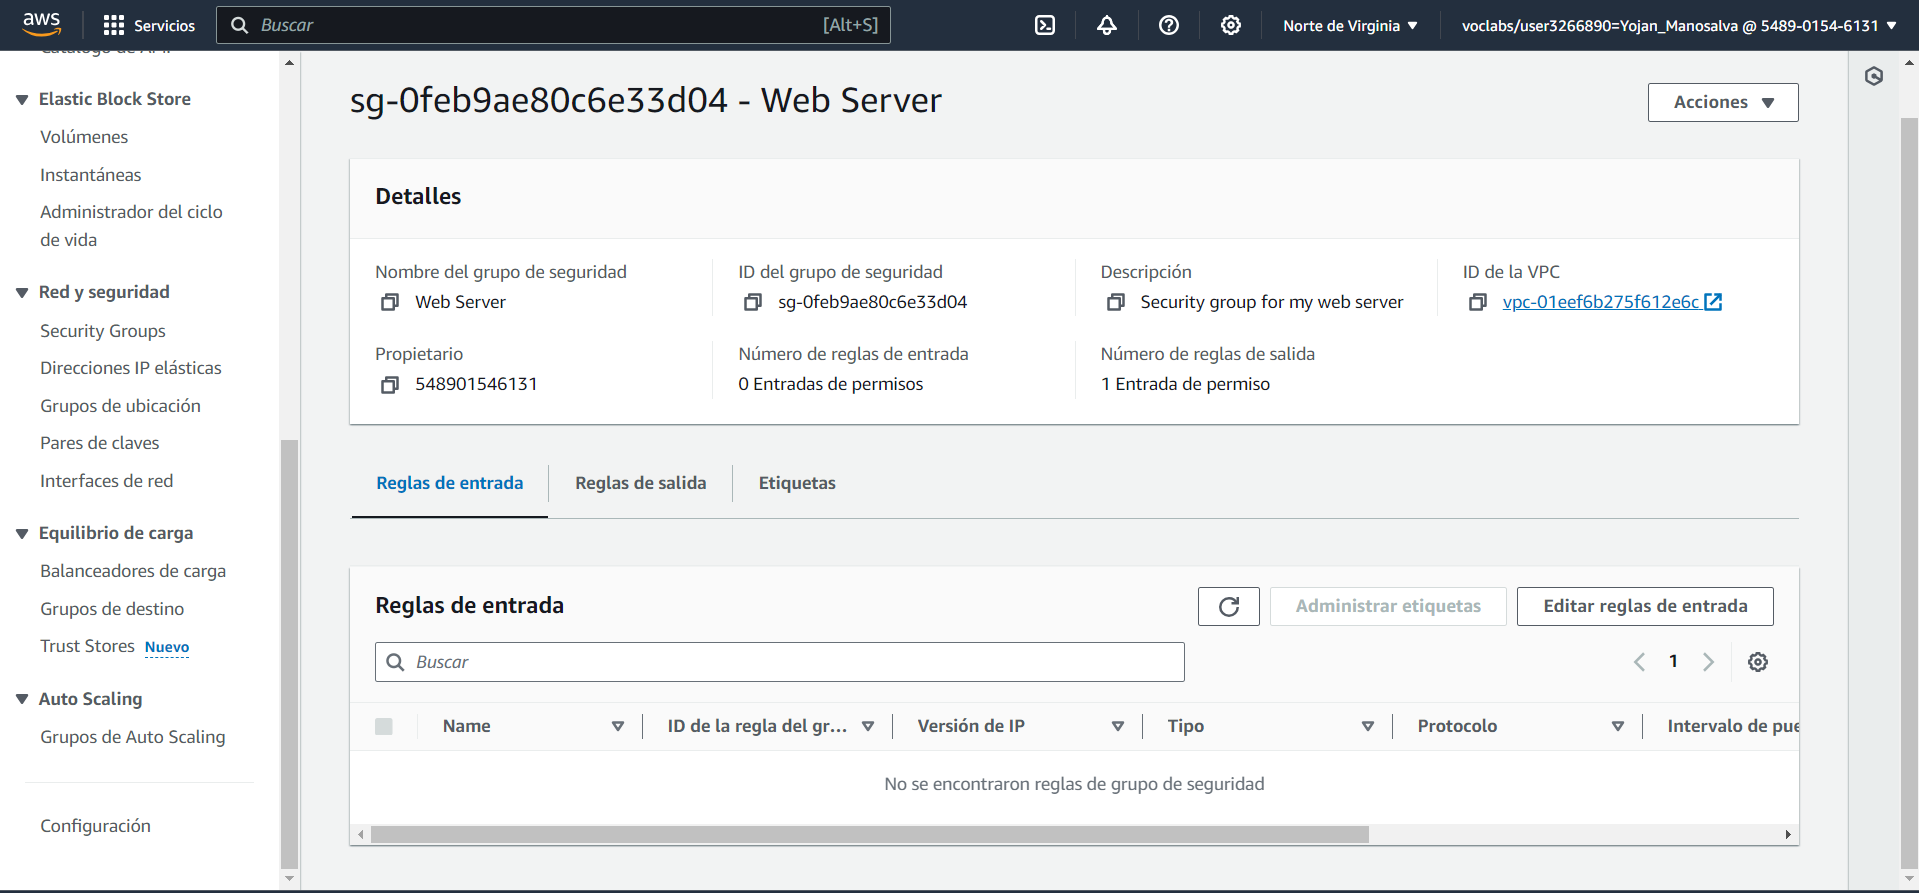 aws
Servicios
Buscar
[Alt+S]
Norte de Virginia
voclabs/user3266890=Yojan_Manosalva @ 5489-0154-6131
Elastic Block Store
Volúmenes
Instantáneas
Administrador del ciclo
de vida
Red y seguridad
Security Groups
Direcciones IP elásticas
Grupos de ubicación
Pares de claves
Interfaces de red
Equilibrio de carga
Balanceadores de carga
Grupos de destino
Trust Stores Nuevo
Auto Scaling
Grupos de Auto Scaling
Configuración
sg-0feb9ae80c6e33d04 - Web Server
Acciones
Detalles
Nombre del grupo de seguridad
Web Server
ID del grupo de seguridad
sg-0feb9ae80c6e33d04
Descripción
Security group for my web server
ID de la VPC
vpc-01eef6b275f612e6c
Propietario
548901546131
Número de reglas de entrada
0 Entradas de permisos
Número de reglas de salida
1 Entrada de permiso
Reglas de entrada
Reglas de salida
Etiquetas
Reglas de entrada
Administrar etiquetas
Editar reglas de entrada
Buscar
1
Name
ID de la regla del gr...
Versión de IP
Tipo
Protocolo
Intervalo de pue
No se encontraron reglas de grupo de seguridad